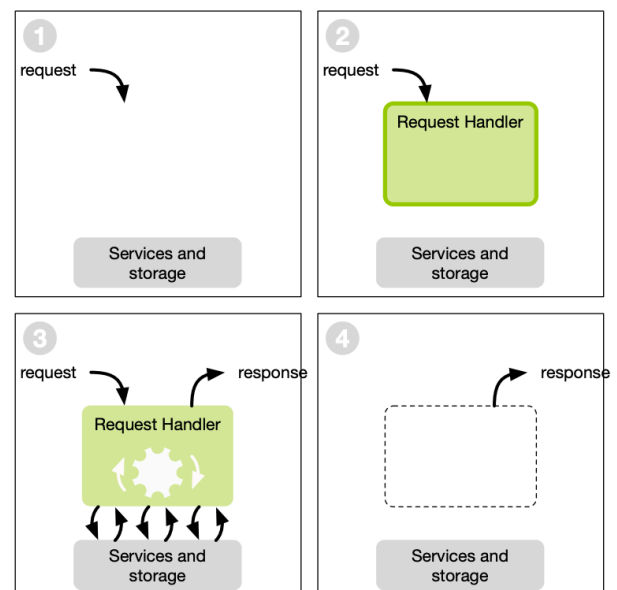 1
request
Services and
storage
2
request
Request Handler
Services and
storage
3
request
response
Request Handler
Services and
storage
4
response
Services and
storage